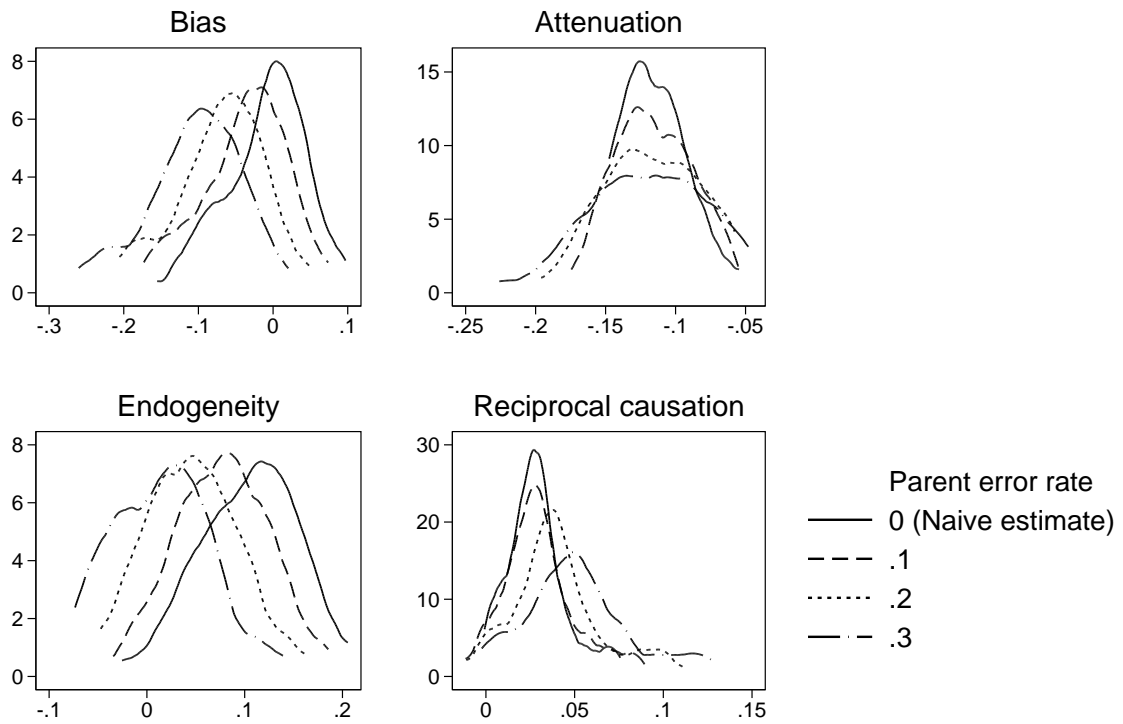 Bias
8
6
4
2
0
-.3 -.2 -.1 0 .1
Attenuation
15
10
5
0
-.25 -.2 -.15 -.1 -.05
Endogeneity
8
6
4
2
0
-.1 0 .1 .2
Reciprocal causation
30
20
10
0
0 .05 .1 .15
Parent error rate
0 (Naive estimate)
.1
.2
.3